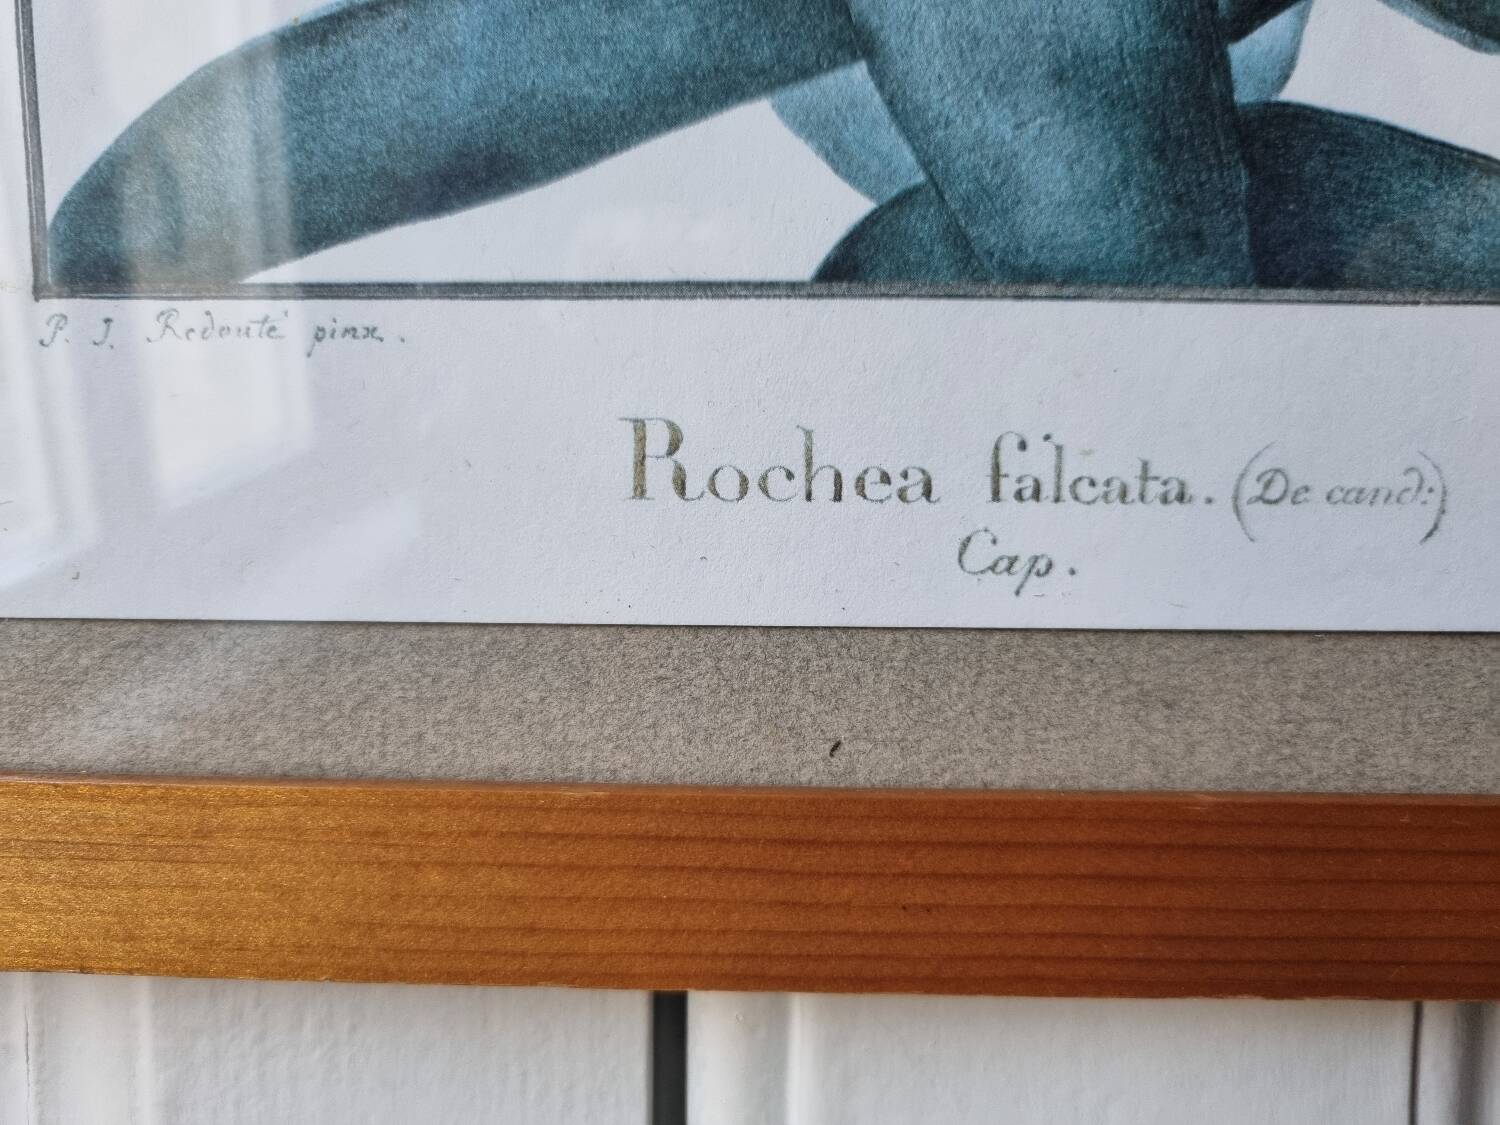 P. J. Redouté pinx.
Rochea falcata. (De cand:)
Cap.